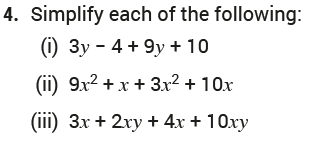 4. Simplify each of the following:
(i) 3y − 4 + 9y + 10
(ii) 9x² + x + 3x² + 10x
(iii) 3x + 2xy + 4x + 10xy